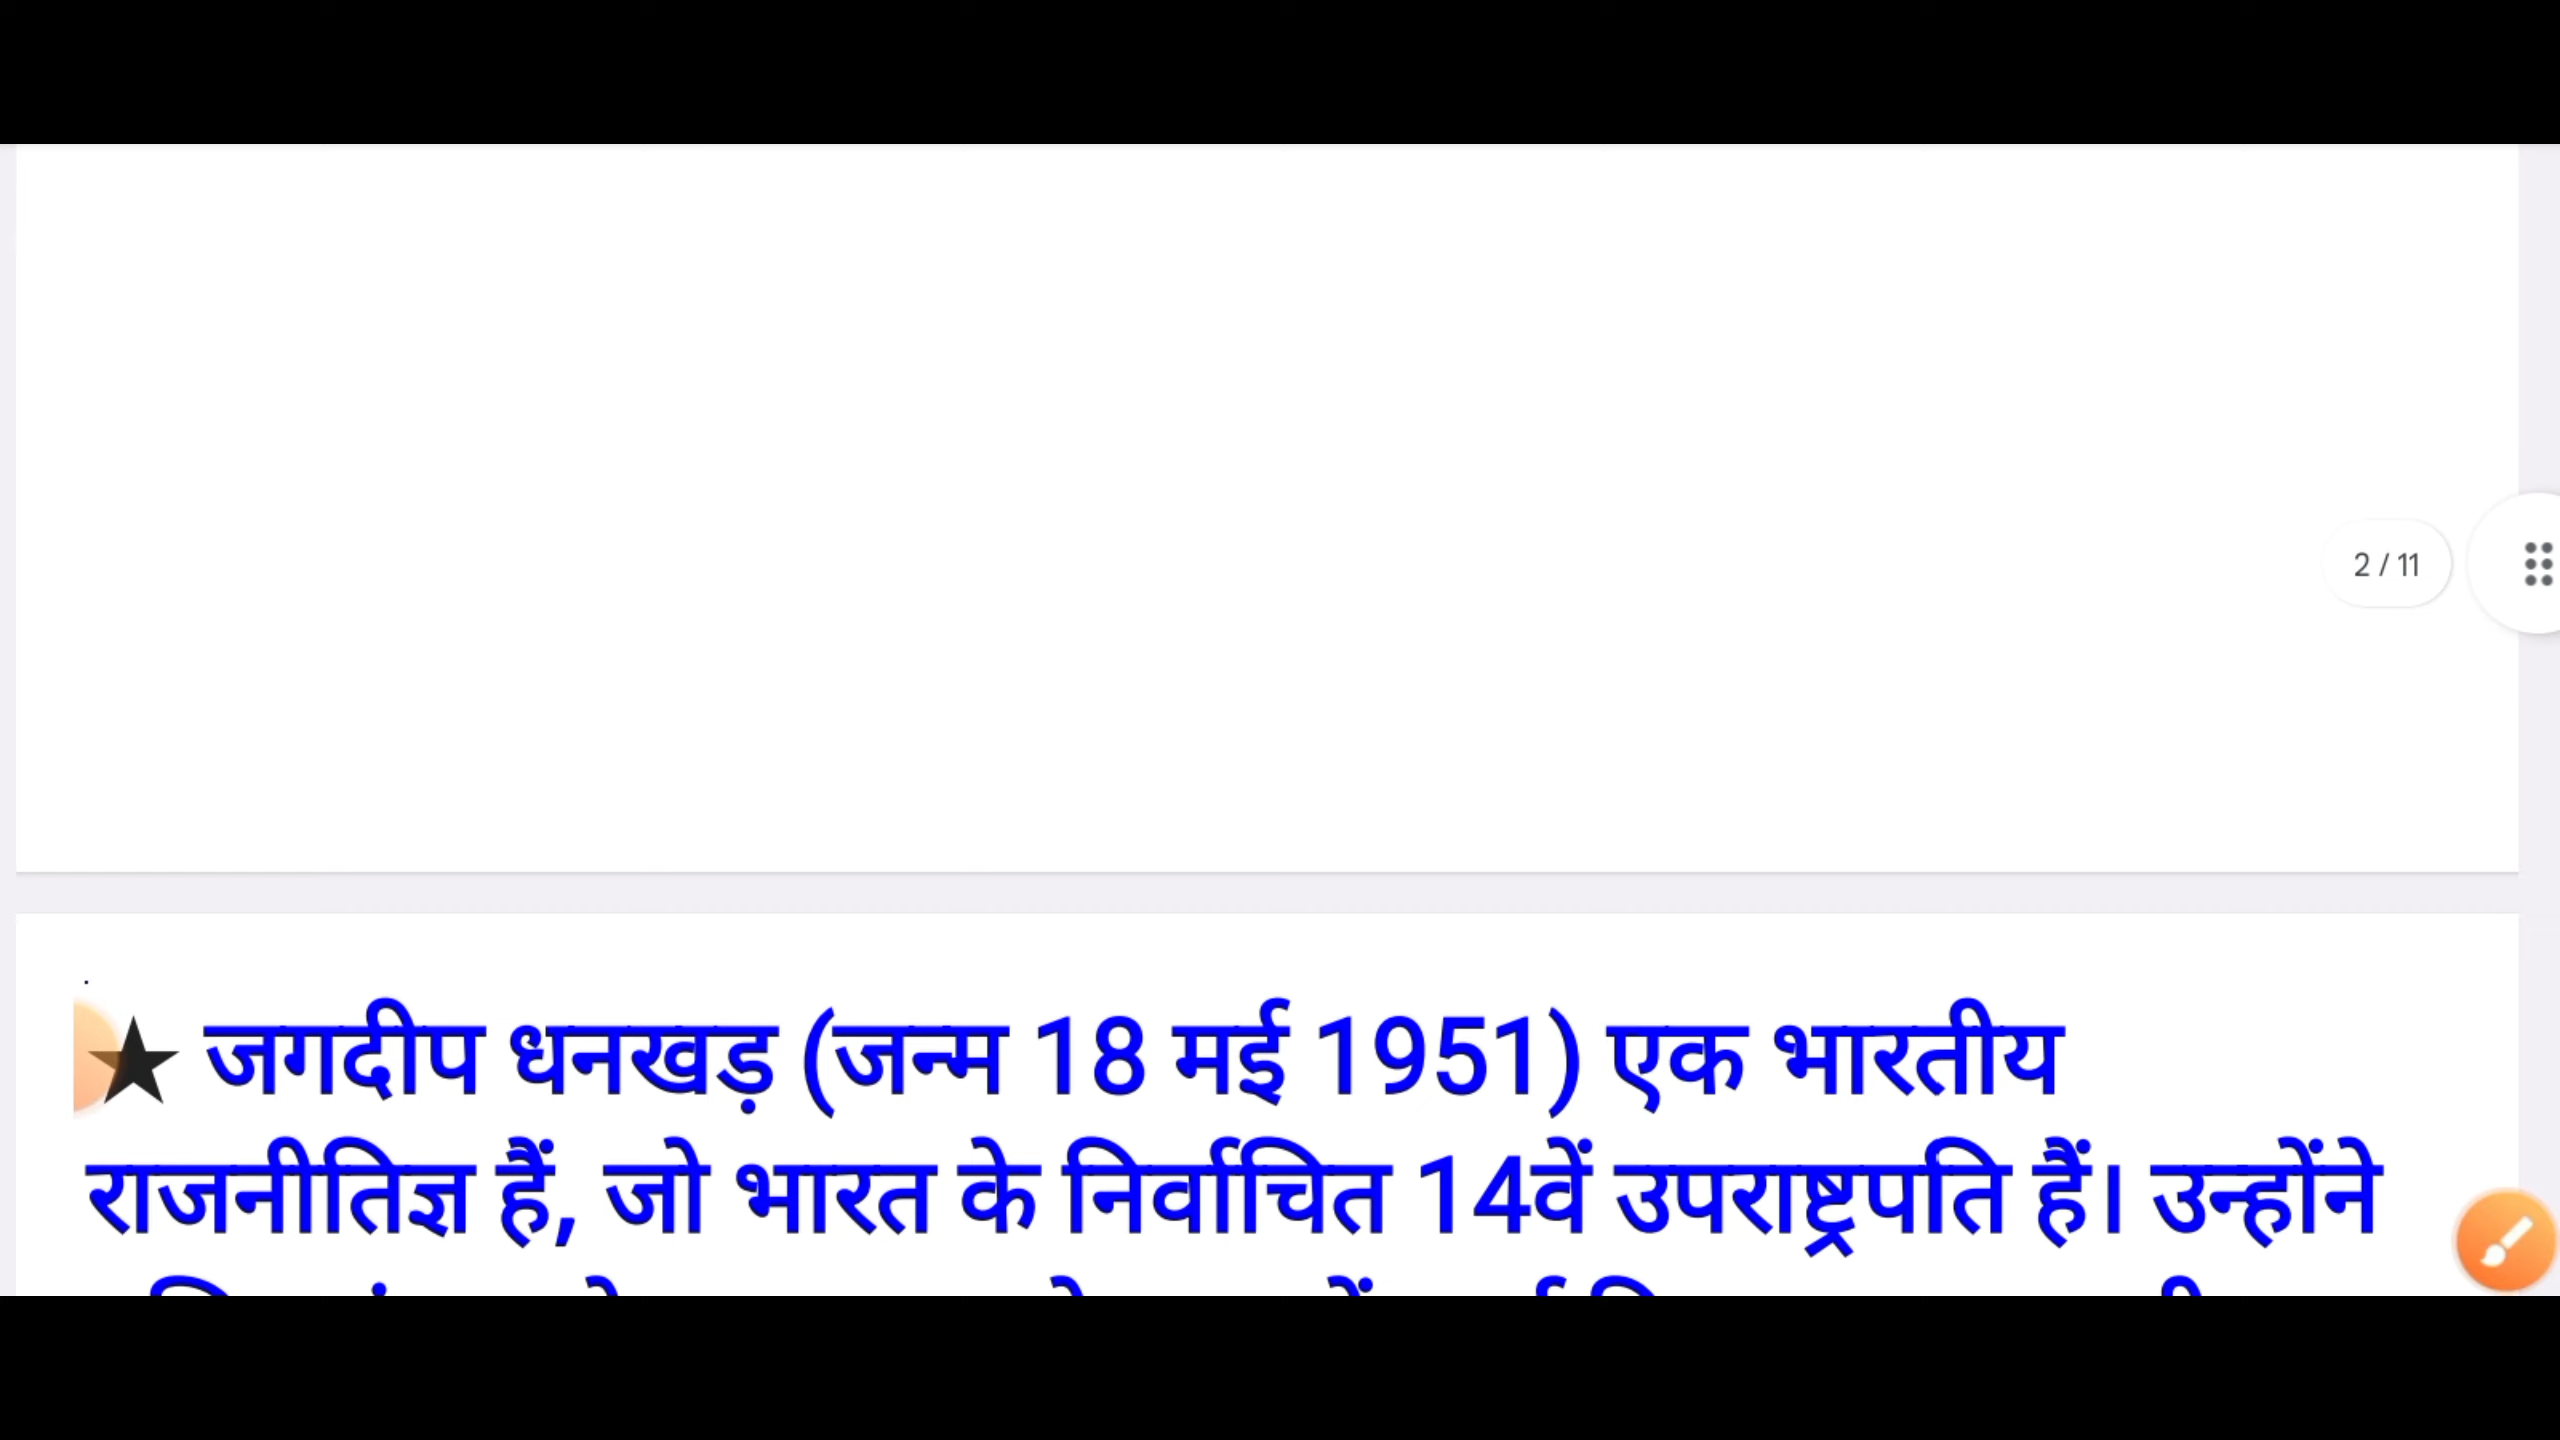 2 / 11
★ जगदीप धनखड़ (जन्म 18 मई 1951) एक भारतीय
राजनीतिज्ञ हैं, जो भारत के निर्वाचित 14वें उपराष्ट्रपति हैं। उन्होंने